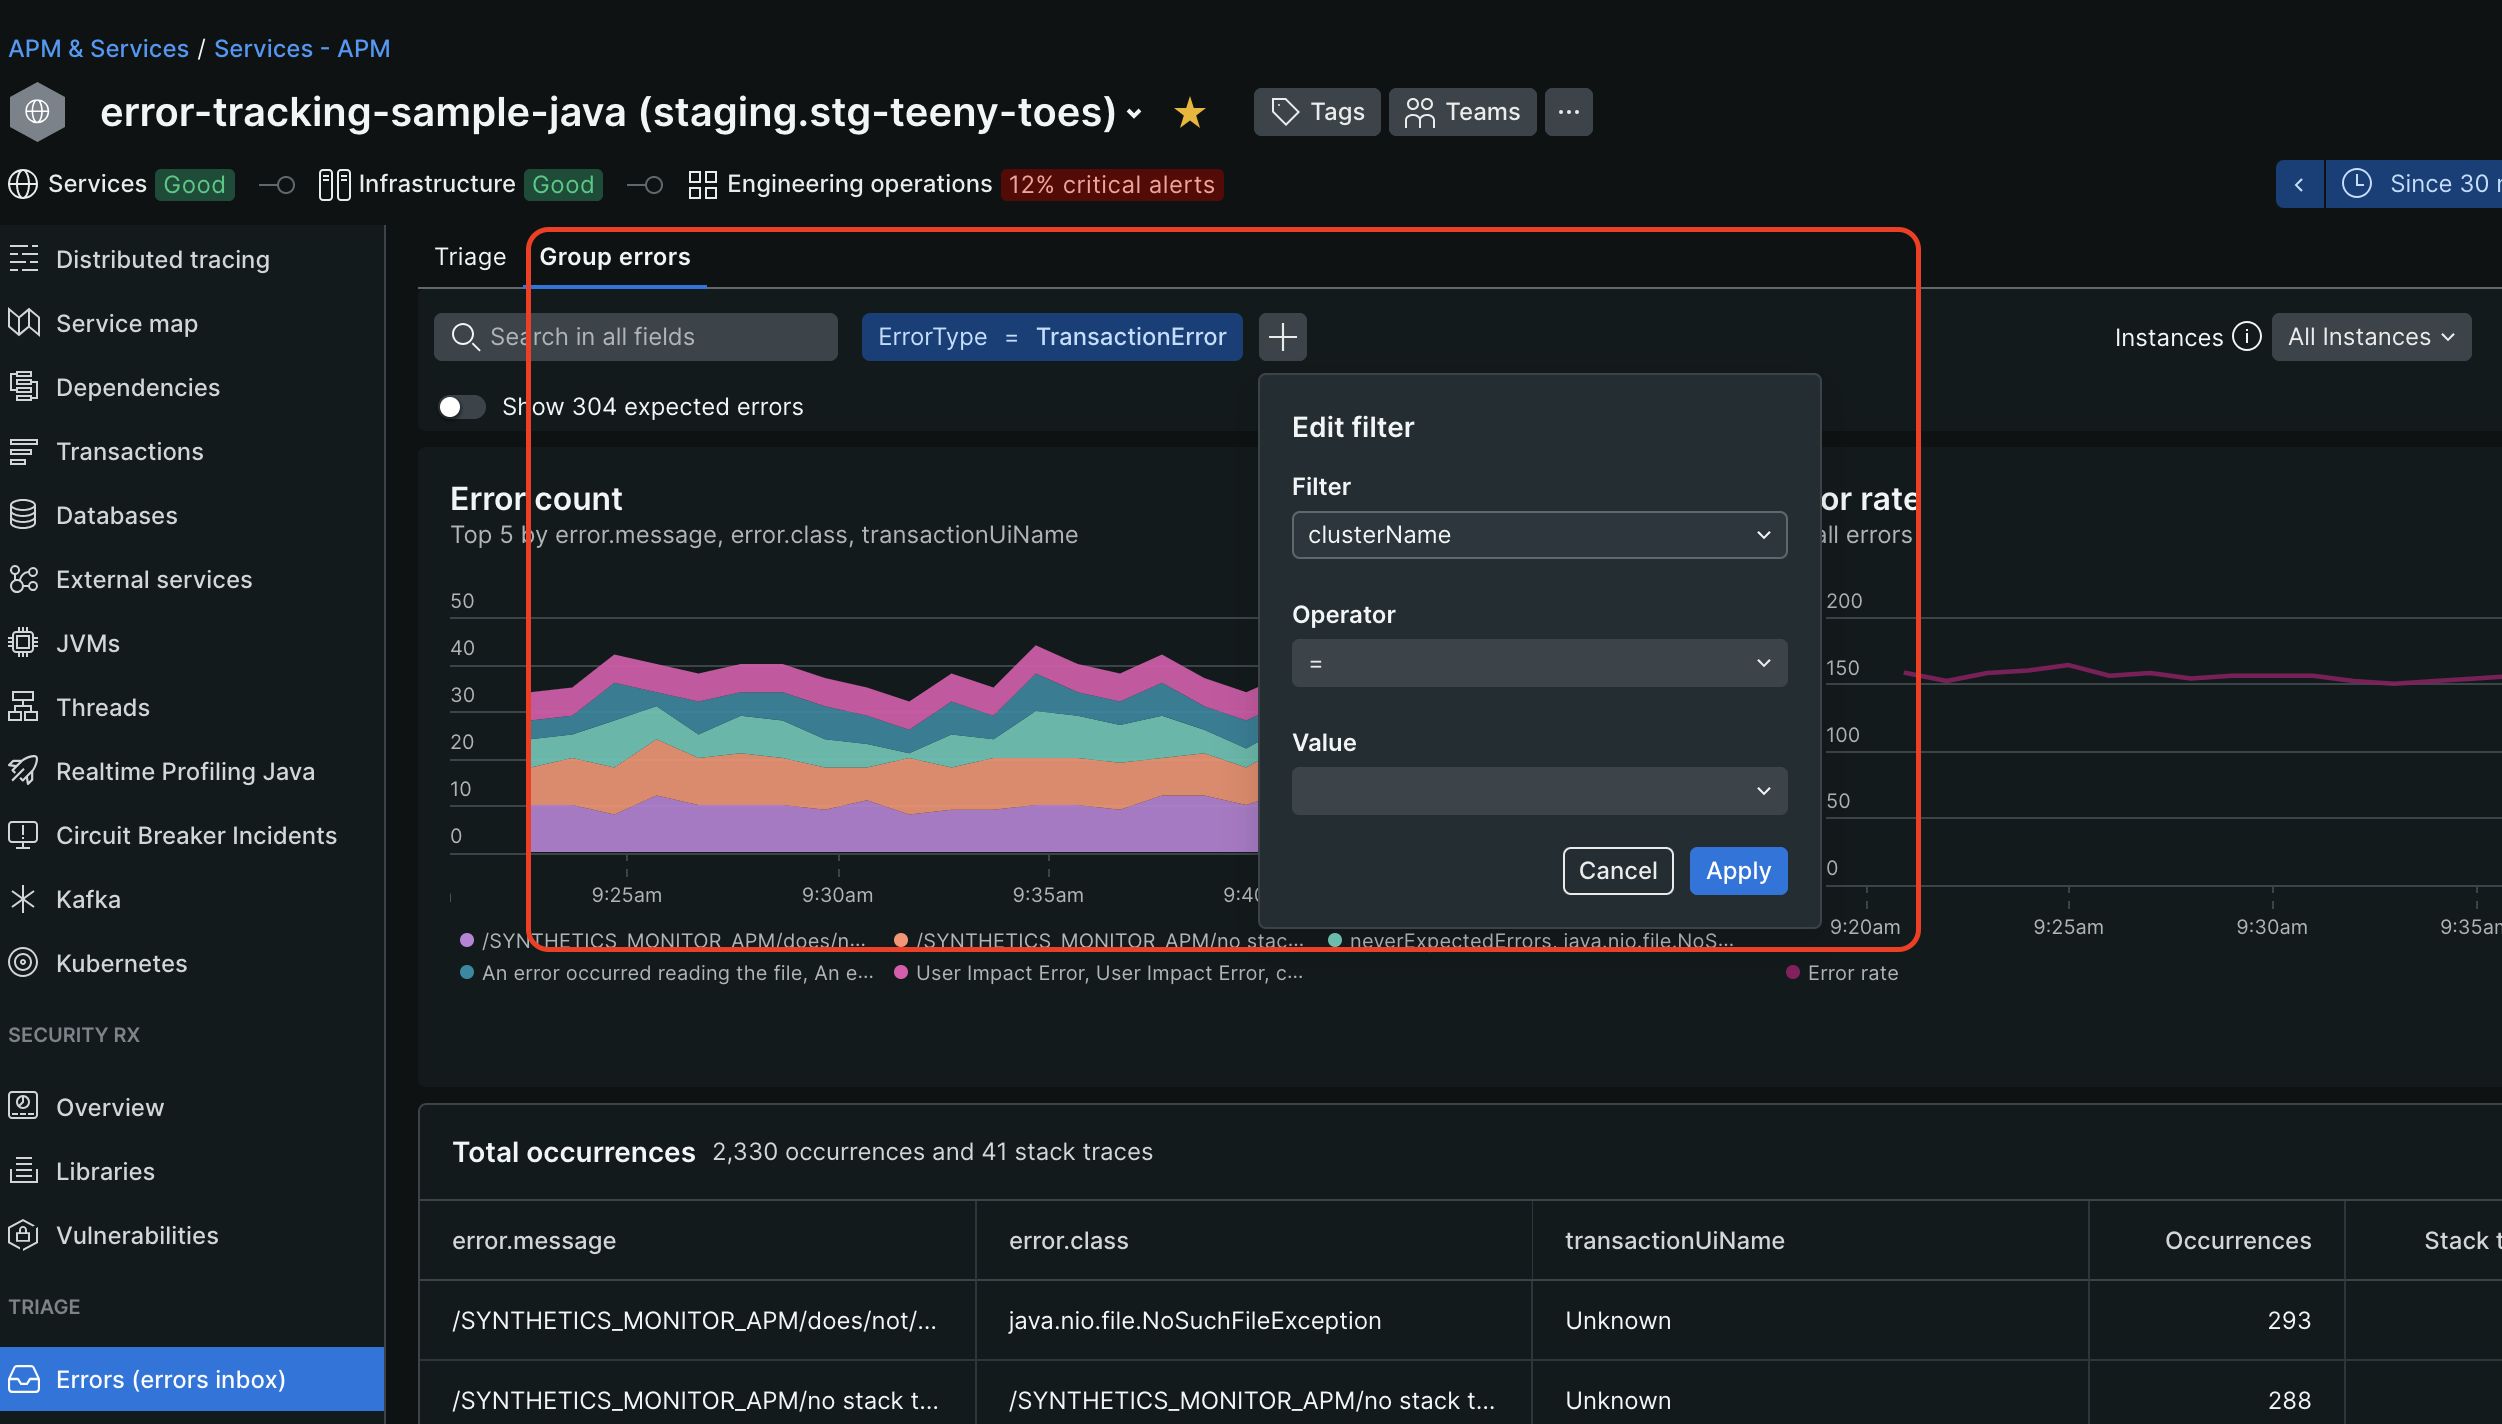 APM & Services / Services - APM
error-tracking-sample-java (staging.stg-teeny-toes)
Tags
Teams
...
Services Good
Infrastructure Good
Engineering operations 12% critical alerts
Since 30
Distributed tracing
Service map
Dependencies
Transactions
Databases
External services
JVMs
Threads
Realtime Profiling Java
Circuit Breaker Incidents
Kafka
Kubernetes
SECURITY RX
Overview
Libraries
Vulnerabilities
TRIAGE
Errors (errors inbox)
Triage
Group errors
Search in all fields
ErrorType = TransactionError
Instances
All Instances
Show 304 expected errors
Error count
Top 5 by error.message, error.class, transactionUiName
50
40
30
20
10
0
9:25am
9:30am
9:35am
9:40
/SYNTHETICS_MONITOR_APM/does/n...
/SYNTHETICS_MONITOR_APM/no stac...
neverExpectedErrors, java.nio.file.NoS...
An error occurred reading the file, An e...
User Impact Error, User Impact Error, c...
Edit filter
Filter
clusterName
Operator
=
Value
Cancel
Apply
or rate
all errors
200
150
100
50
0
9:20am
9:25am
9:30am
9:35am
Error rate
Total occurrences 2,330 occurrences and 41 stack traces
error.message error.class transactionUiName Occurrences Stack t
/SYNTHETICS_MONITOR_APM/does/not/... java.nio.file.NoSuchFileException Unknown 293
/SYNTHETICS_MONITOR_APM/no stack t... /SYNTHETICS_MONITOR_APM/no stack t... Unknown 288